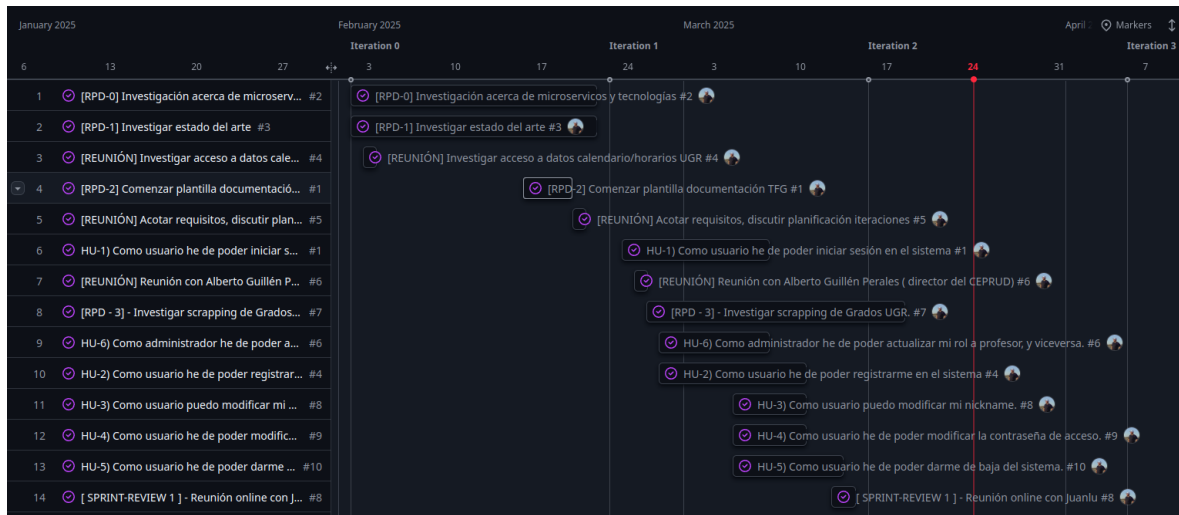 January 2025 February 2025 March 2025 April Markers
Iteration 0 Iteration 1 Iteration 2 Iteration 3
6 13 20 27 3 10 17 24 3 10 17 24 31 7
1 [RPD-0] Investigación acerca de microserv... #2 [RPD-0] Investigación acerca de microservicos y tecnologías #2
2 [RPD-1] Investigar estado del arte #3 [RPD-1] Investigar estado del arte #3
3 [REUNIÓN] Investigar acceso a datos cale... #4 [REUNIÓN] Investigar acceso a datos calendario/horarios UGR #4
4 [RPD-2] Comenzar plantilla documentació... #1 [RPD-2] Comenzar plantilla documentación TFG #1
5 [REUNIÓN] Acotar requisitos, discutir plan... #5 [REUNIÓN] Acotar requisitos, discutir planificación iteraciones #5
6 HU-1) Como usuario he de poder iniciar s... #1 HU-1) Como usuario he de poder iniciar sesión en el sistema #1
7 [REUNIÓN] Reunión con Alberto Guillén P... #6 [REUNIÓN] Reunión con Alberto Guillén Perales ( director del CEPRUD) #6
8 [RPD - 3] - Investigar scrapping de Grados... #7 [RPD - 3] - Investigar scrapping de Grados UGR. #7
9 HU-6) Como administrador he de poder a... #6 HU-6) Como administrador he de poder actualizar mi rol a profesor, y viceversa. #6
10 HU-2) Como usuario he de poder registrar... #4 HU-2) Como usuario he de poder registrarme en el sistema #4
11 HU-3) Como usuario puedo modificar mi ... #8 HU-3) Como usuario puedo modificar mi nickname. #8
12 HU-4) Como usuario he de poder modific... #9 HU-4) Como usuario he de poder modificar la contraseña de acceso. #9
13 HU-5) Como usuario he de poder darme ... #10 HU-5) Como usuario he de poder darme de baja del sistema. #10
14 [ SPRINT-REVIEW 1 ] - Reunión online con J... #8 [ SPRINT-REVIEW 1 ] - Reunión online con Juanlu #8